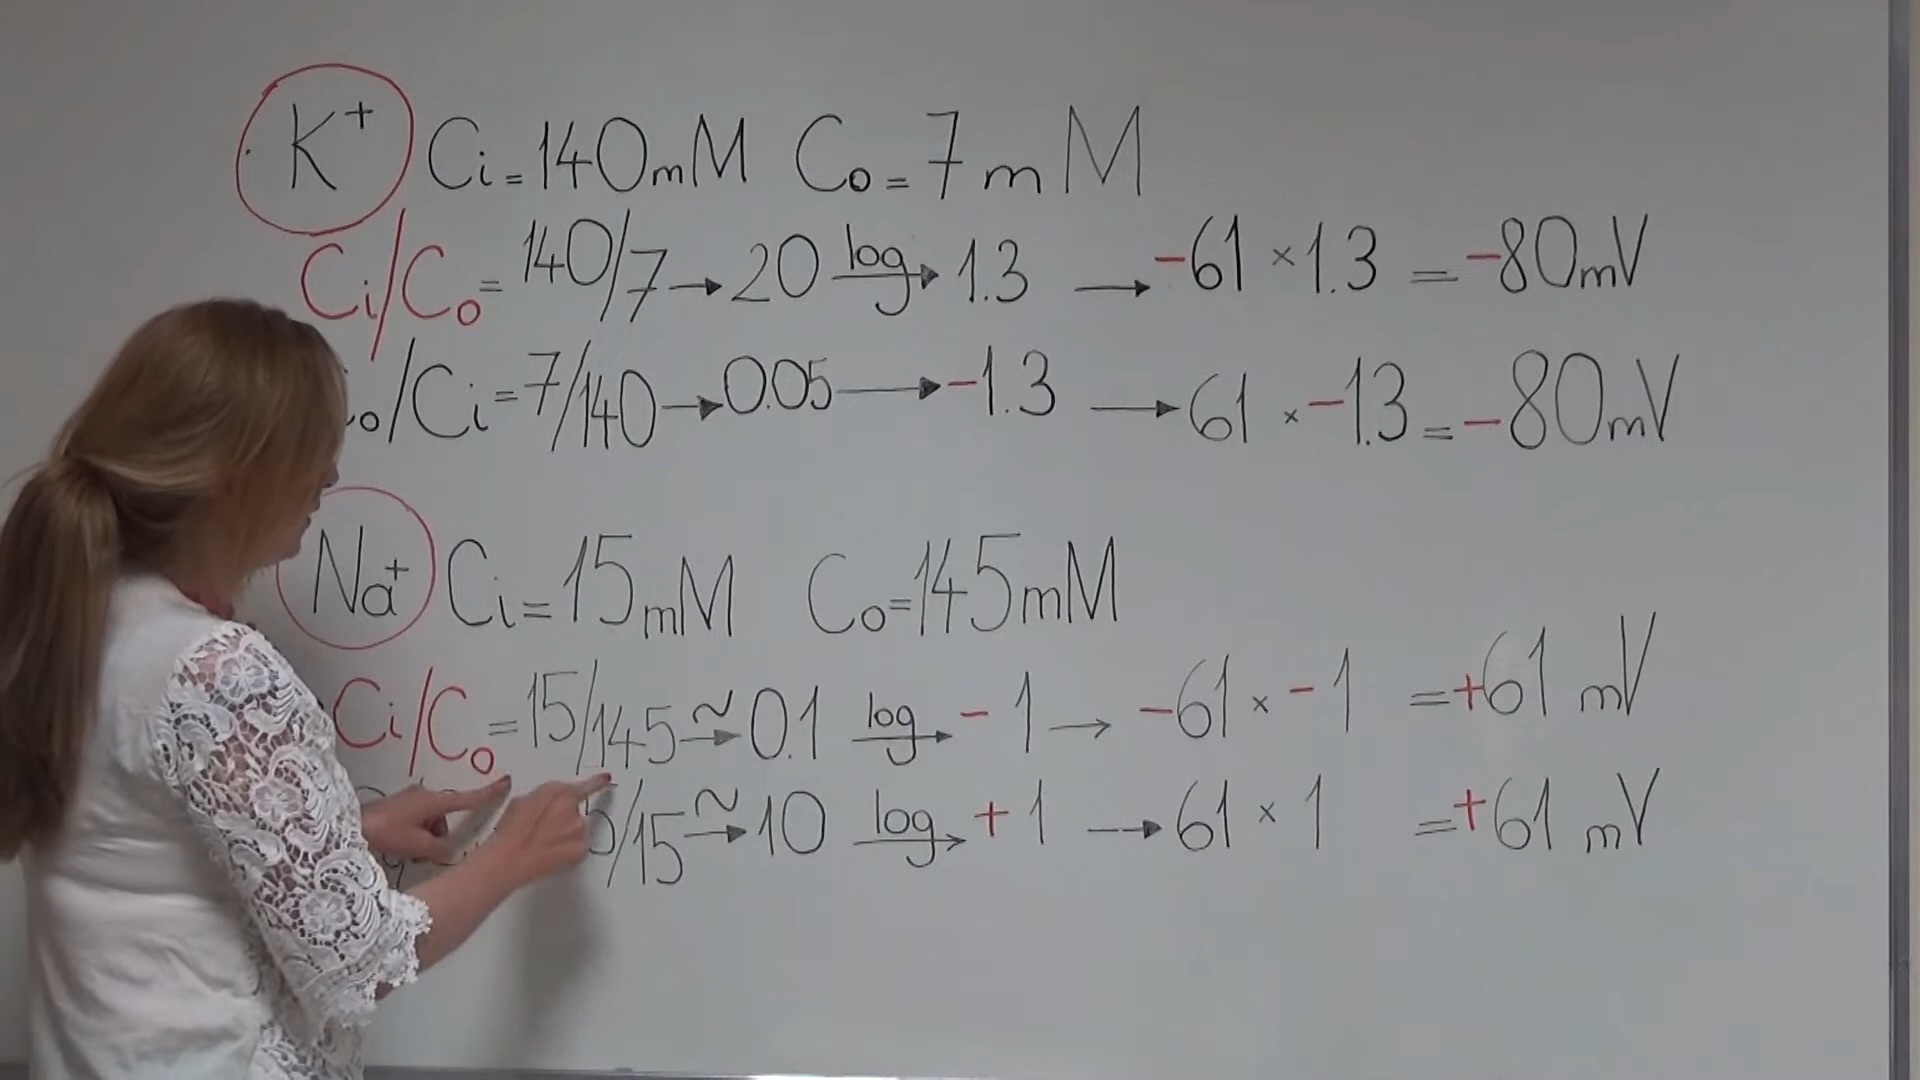 K⁺ Ci = 140mM Co = 7mM
Ci/Co = 140/7 → 20 log→ 1.3 → -61 × 1.3 = -80mV
o/Ci = 7/140 → 0.05 → -1.3 → 61 × -1.3 = -80mV
Na⁺ Ci = 15mM Co = 145mM
Ci/Co = 15/145 ≈→ 0.1 log→ - 1 → -61 × - 1 = +61 mV
5/15 ≈→ 10 log→ + 1 → 61 × 1 = +61 mV